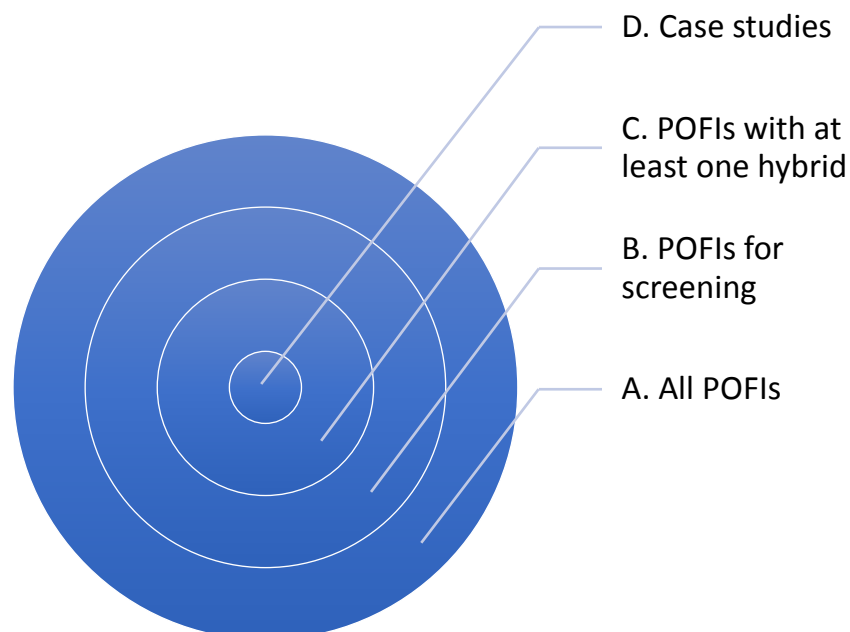 D. Case studies
C. POFIs with at
least one hybrid
B. POFIs for
screening
A. All POFIs